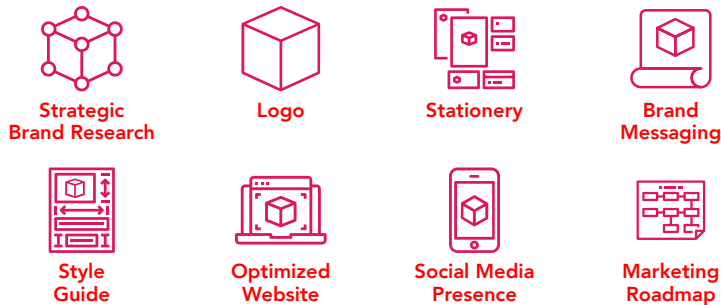 Strategic
Brand Research
Logo
Stationery
Brand
Messaging
Style
Guide
Optimized
Website
Social Media
Presence
Marketing
Roadmap